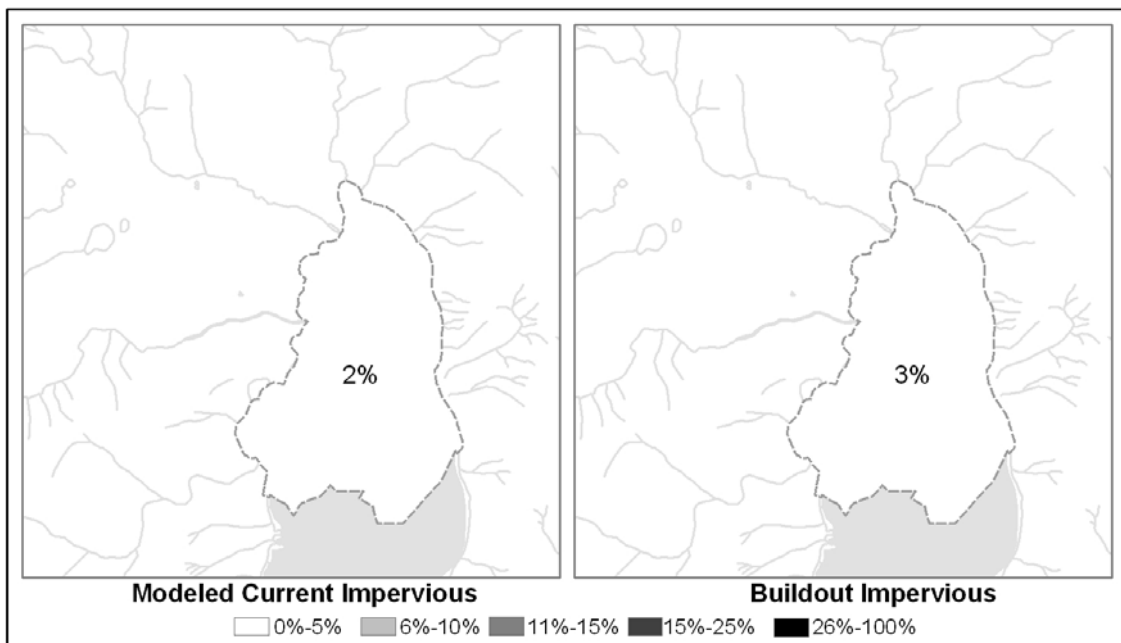 2%
3%
Modeled Current Impervious
Buildout Impervious
0%-5% 6%-10% 11%-15% 15%-25% 26%-100%